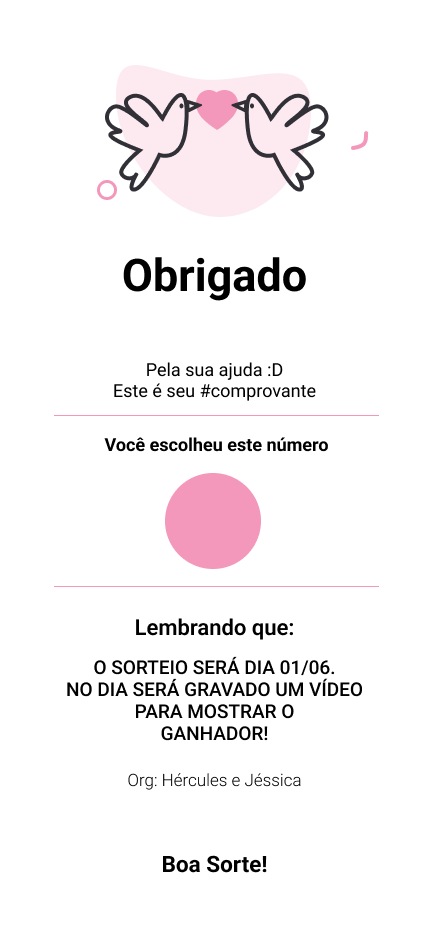 Obrigado
Pela sua ajuda :D
Este é seu #comprovante
Você escolheu este número
Lembrando que:
O SORTEIO SERÁ DIA 01/06.
NO DIA SERÁ GRAVADO UM VÍDEO
PARA MOSTRAR O
GANHADOR!
Org: Hércules e Jéssica
Boa Sorte!